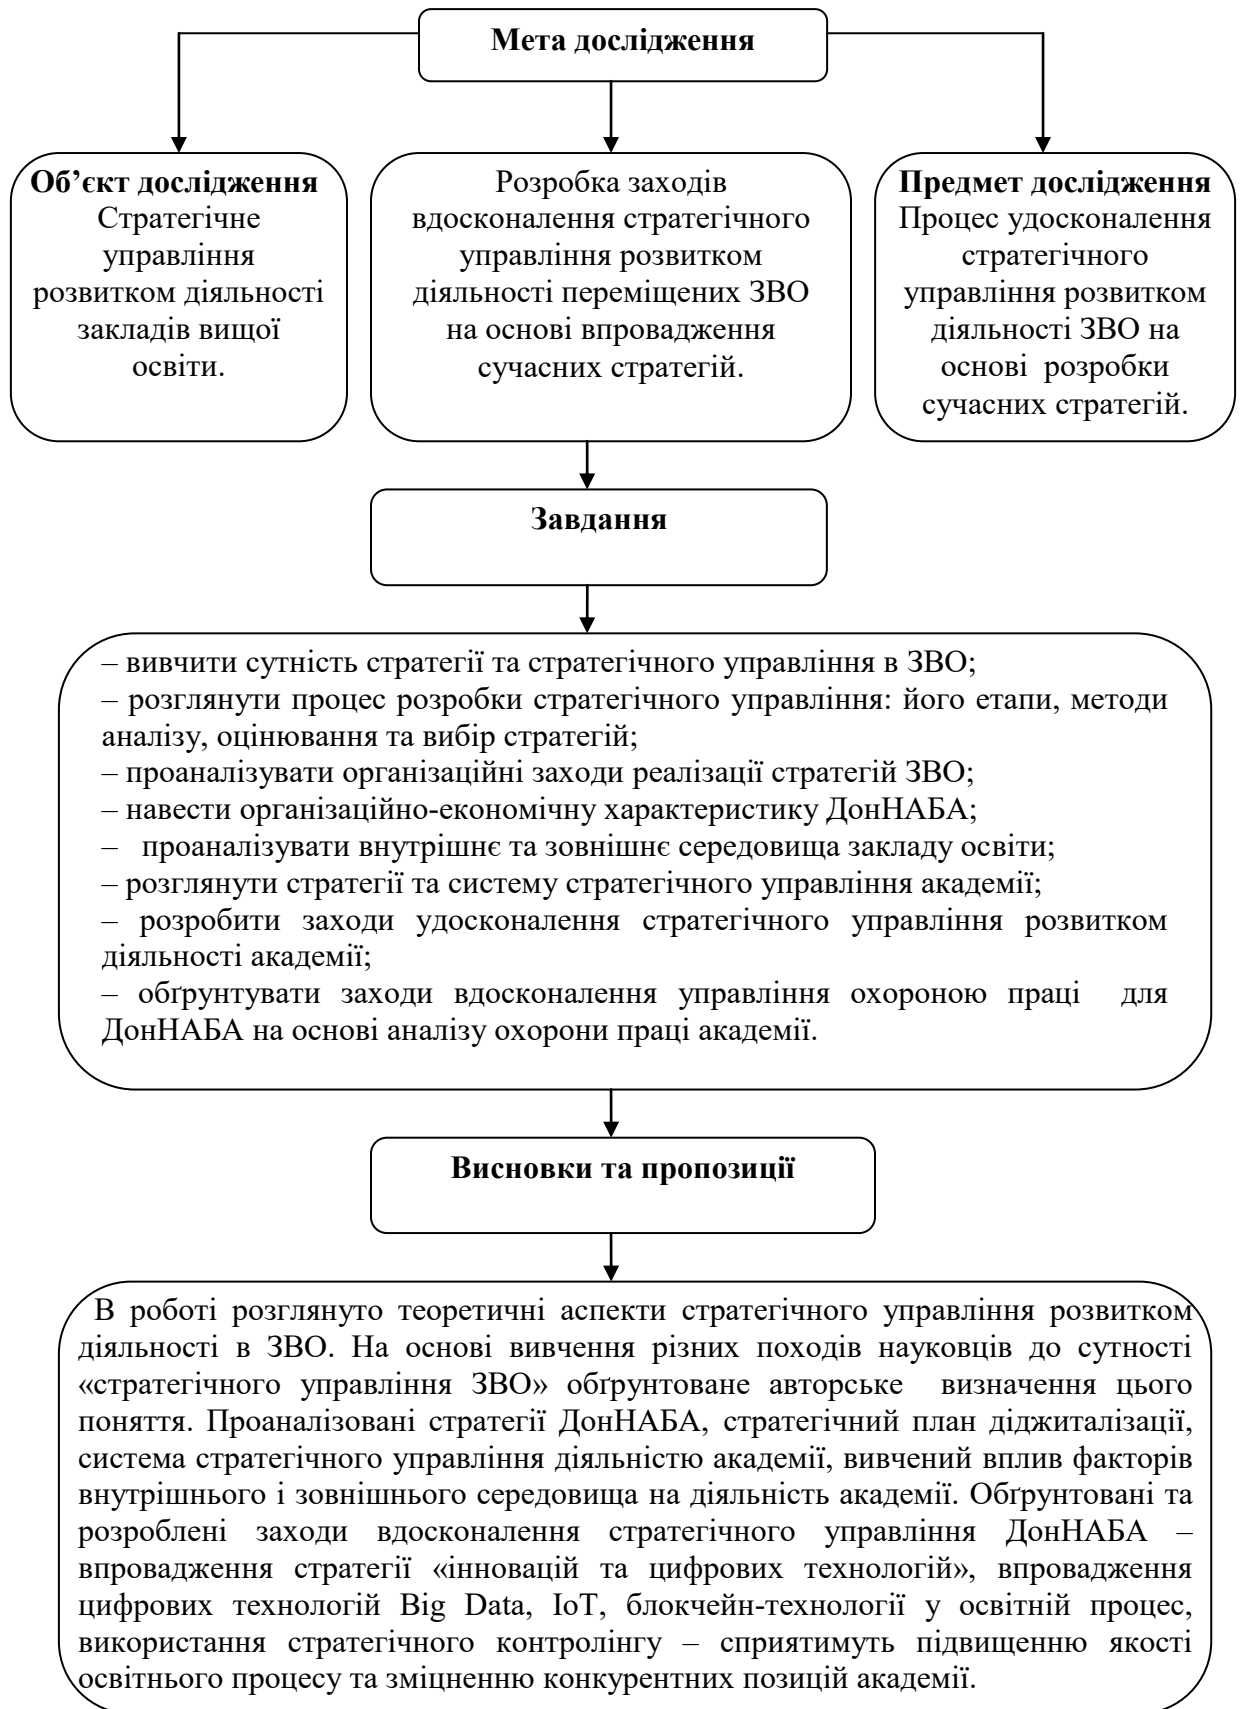 Мета дослідження
Об’єкт дослідження
Стратегічне
управління
розвитком діяльності
закладів вищої
освіти.
Розробка заходів
вдосконалення стратегічного
управління розвитком
діяльності переміщених ЗВО
на основі впровадження
сучасних стратегій.
Предмет дослідження
Процес удосконалення
стратегічного
управління розвитком
діяльності ЗВО на
основі розробки
сучасних стратегій.
Завдання
– вивчити сутність стратегії та стратегічного управління в ЗВО;
– розглянути процес розробки стратегічного управління: його етапи, методи
аналізу, оцінювання та вибір стратегій;
– проаналізувати організаційні заходи реалізації стратегій ЗВО;
– навести організаційно-економічну характеристику ДонНАБА;
– проаналізувати внутрішнє та зовнішнє середовища закладу освіти;
– розглянути стратегії та систему стратегічного управління академії;
– розробити заходи удосконалення стратегічного управління розвитком
діяльності академії;
– обґрунтувати заходи вдосконалення управління охороною праці для
ДонНАБА на основі аналізу охорони праці академії.
Висновки та пропозиції
В роботі розглянуто теоретичні аспекти стратегічного управління розвитком
діяльності в ЗВО. На основі вивчення різних походів науковців до сутності
«стратегічного управління ЗВО» обґрунтоване авторське визначення цього
поняття. Проаналізовані стратегії ДонНАБА, стратегічний план діджиталізації,
система стратегічного управління діяльністю академії, вивчений вплив факторів
внутрішнього і зовнішнього середовища на діяльність академії. Обґрунтовані та
розроблені заходи вдосконалення стратегічного управління ДонНАБА –
впровадження стратегії «інновацій та цифрових технологій», впровадження
цифрових технологій Big Data, IoT, блокчейн-технології у освітній процес,
використання стратегічного контролінгу – сприятимуть підвищенню якості
освітнього процесу та зміцненню конкурентних позицій академії.